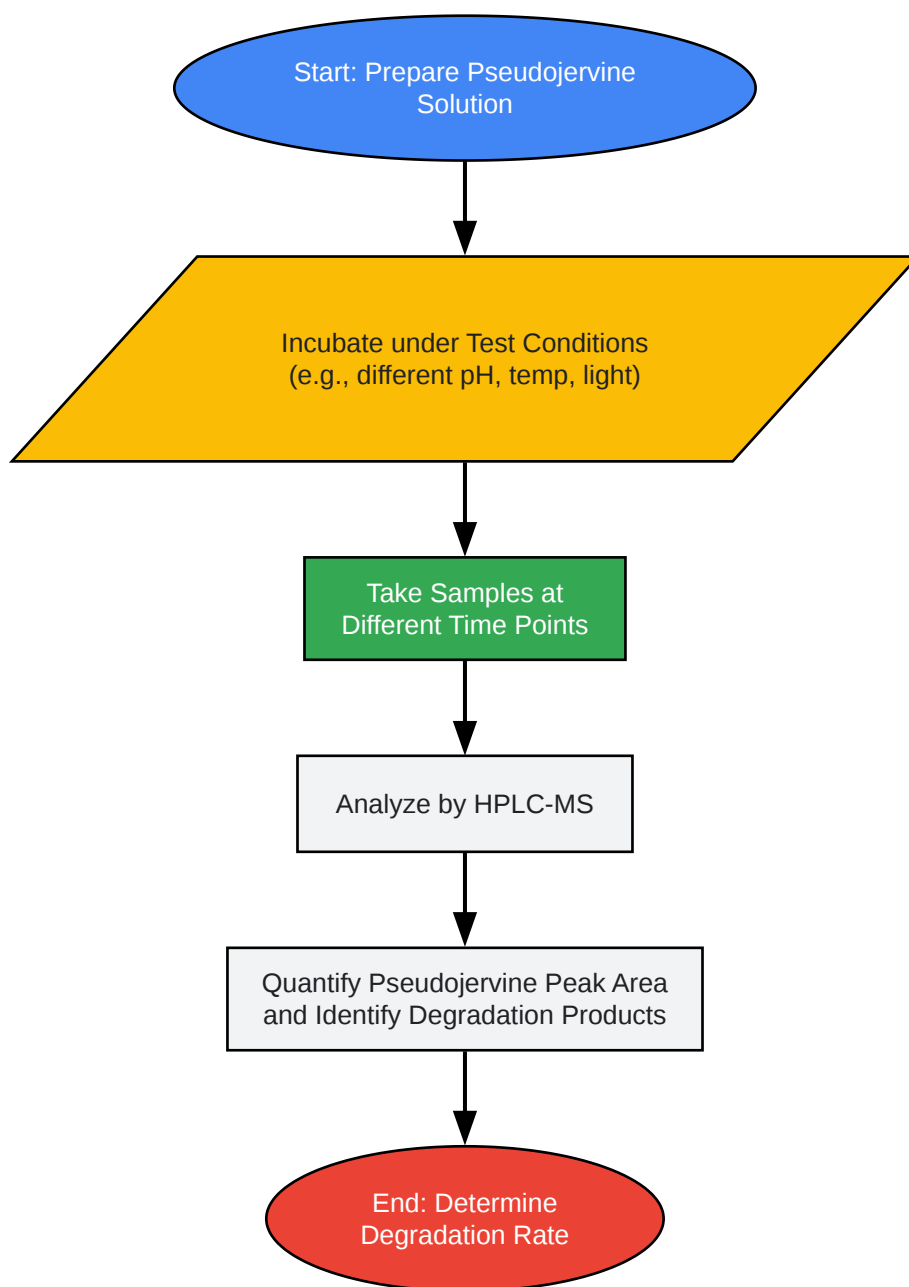 Start: Prepare Pseudojervine
Solution
Incubate under Test Conditions
(e.g., different pH, temp, light)
Take Samples at
Different Time Points
Analyze by HPLC-MS
Quantify Pseudojervine Peak Area
and Identify Degradation Products
End: Determine
Degradation Rate